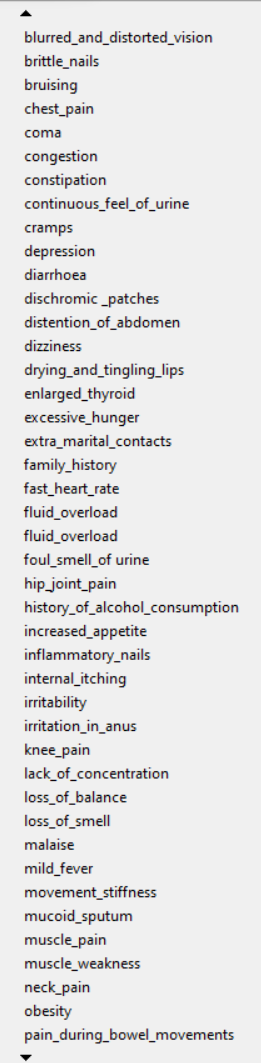 blurred_and_distorted_vision
brittle_nails
bruising
chest_pain
coma
congestion
constipation
continuous_feel_of_urine
cramps
depression
diarrhoea
dischromic _patches
distention_of_abdomen
dizziness
drying_and_tingling_lips
enlarged_thyroid
excessive_hunger
extra_marital_contacts
family_history
fast_heart_rate
fluid_overload
fluid_overload
foul_smell_of urine
hip_joint_pain
history_of_alcohol_consumption
increased_appetite
inflammatory_nails
internal_itching
irritability
irritation_in_anus
knee_pain
lack_of_concentration
loss_of_balance
loss_of_smell
malaise
mild_fever
movement_stiffness
mucoid_sputum
muscle_pain
muscle_weakness
neck_pain
obesity
pain_during_bowel_movements